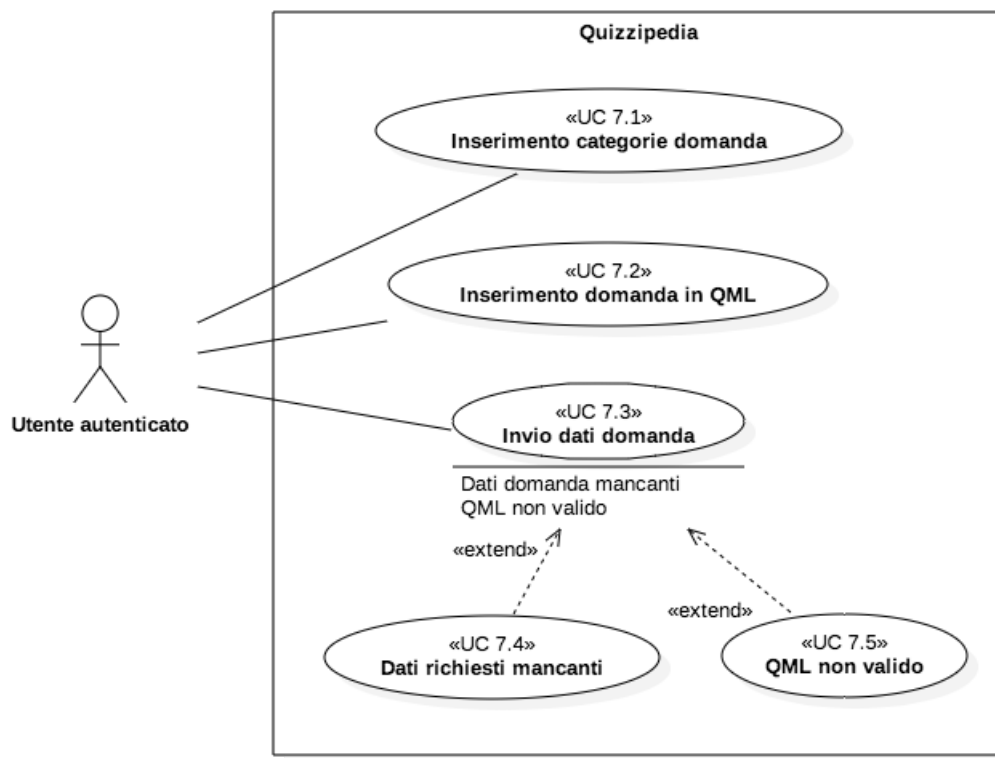 Quizzipedia
«UC 7.1»
Inserimento categorie domanda
«UC 7.2»
Inserimento domanda in QML
Utente autenticato
«UC 7.3»
Invio dati domanda
Dati domanda mancanti
QML non valido
«extend»
«extend»
«UC 7.4»
Dati richiesti mancanti
«UC 7.5»
QML non valido